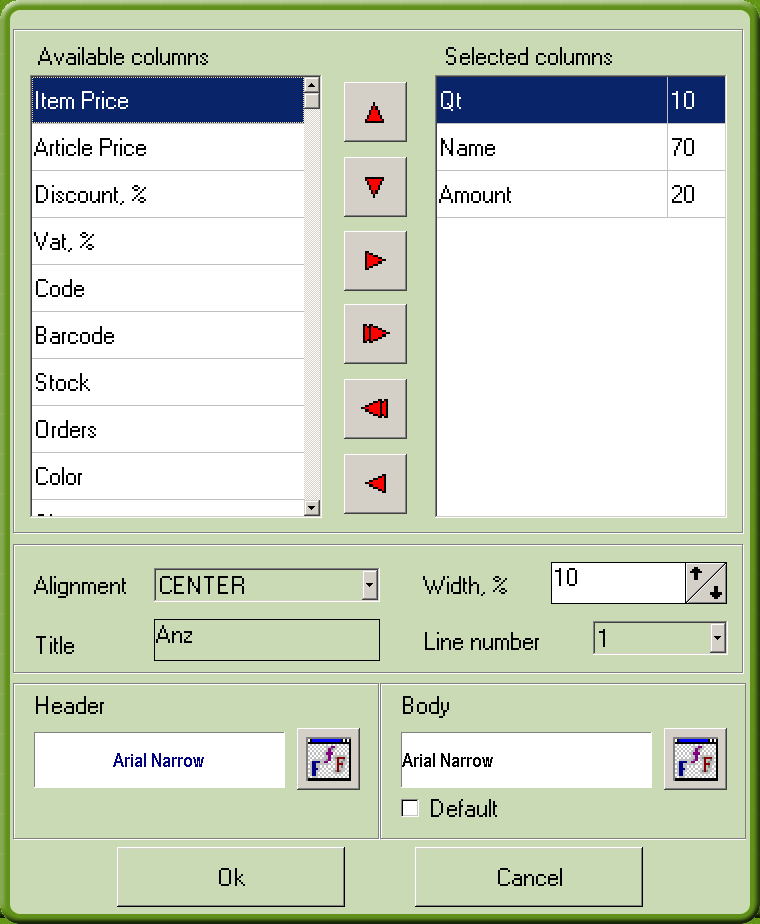 Available columns
Selected columns
Item Price
Article Price
Discount, %
Vat, %
Code
Barcode
Stock
Orders
Color
Qt 10
Name 70
Amount 20
Alignment CENTER
Width, % 10
Title Anz
Line number 1
Header
Body
Arial Narrow
Arial Narrow
Default
Ok
Cancel